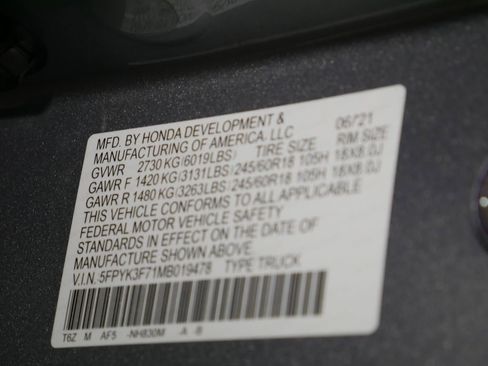 MFD. BY HONDA DEVELOPMENT & 06/21
MANUFACTURING OF AMERICA, LLC
GVWR 2730 KG(6019LBS) TIRE SIZE RIM SIZE
GAWR F 1420 KG(3131LBS) 245/60R18 105H 18X8.0J
GAWR R 1480 KG(3263LBS) 245/60R18 105H 18X8.0J
THIS VEHICLE CONFORMS TO ALL APPLICABLE
FEDERAL MOTOR VEHICLE SAFETY
STANDARDS IN EFFECT ON THE DATE OF
MANUFACTURE SHOWN ABOVE.
V.I.N. 5FPYK3F71MB019478 TYPE TRUCK
T6Z M AF5 -NH830M -A -B